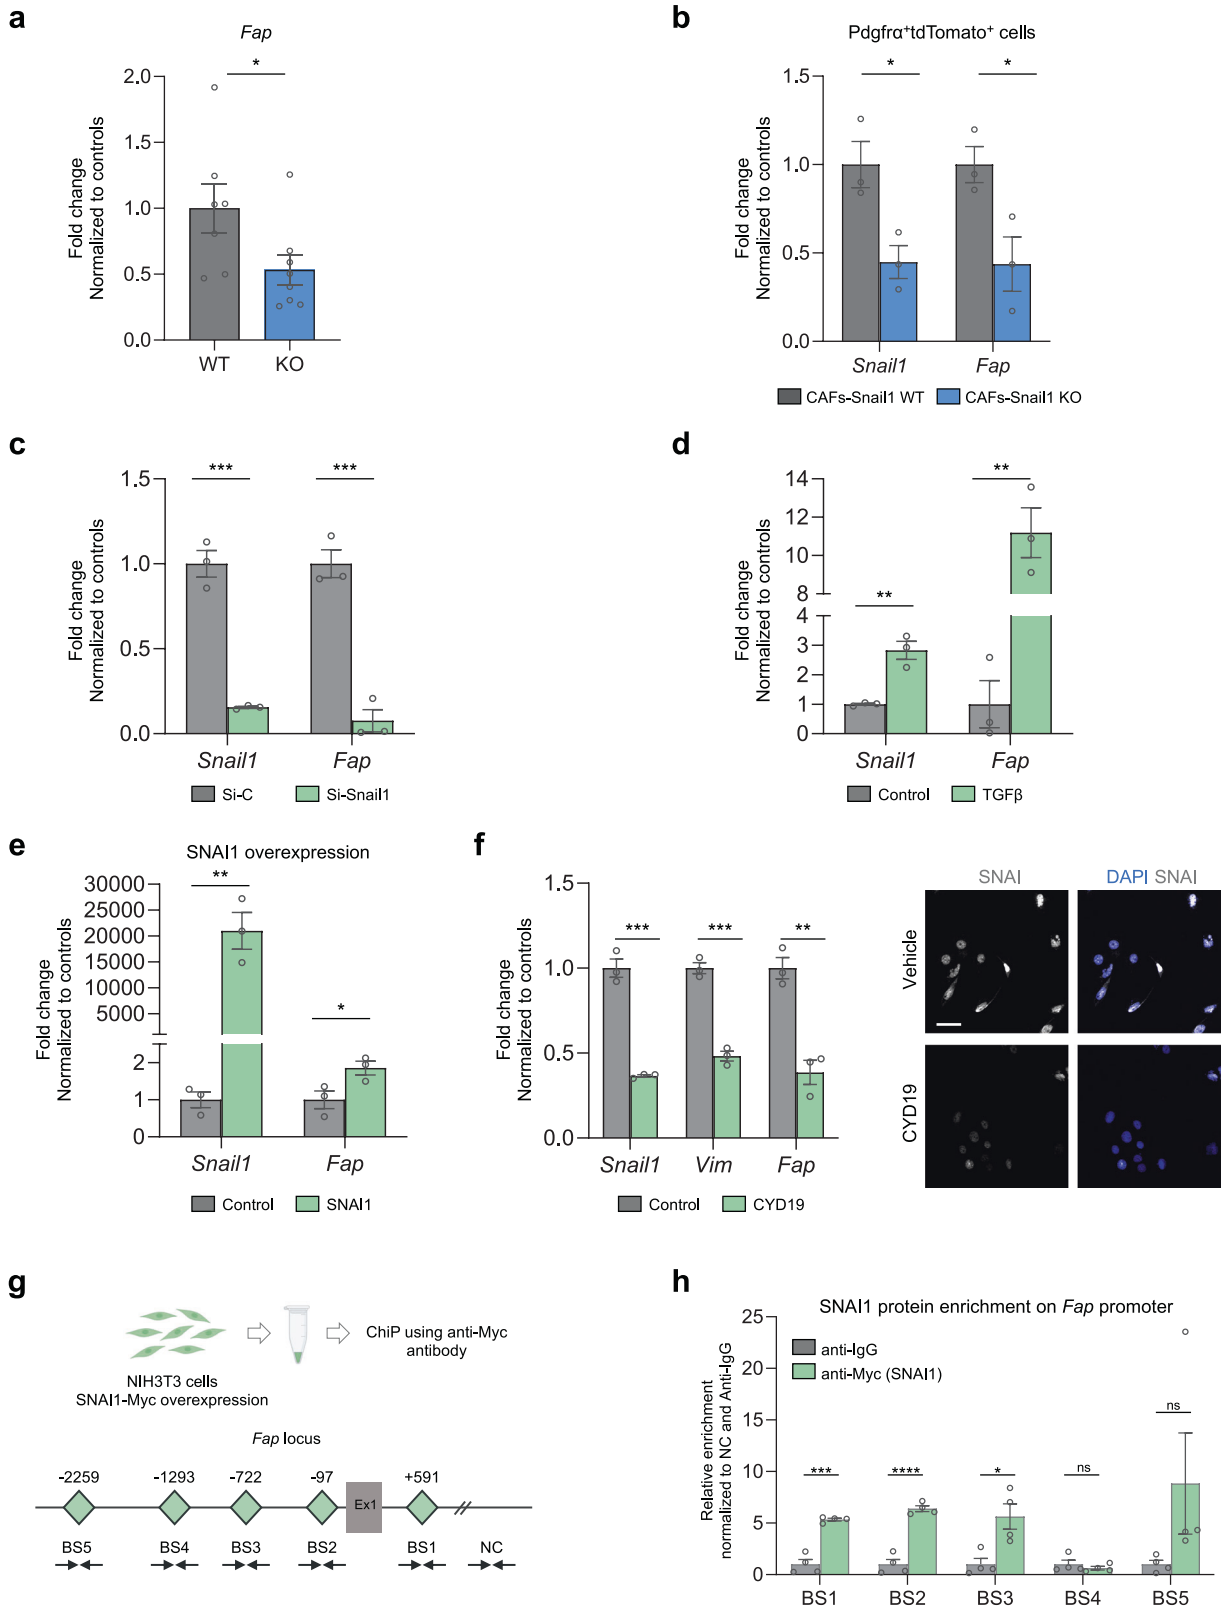 a
Fap
*
2.0
1.5
1.0
0.5
0.0
Fold change
Normalized to controls
WT KO
b
Pdgfrα⁺tdTomato⁺ cells
* *
1.5
1.0
0.5
0.0
Fold change
Normalized to controls
Snail1 Fap
CAFs-Snail1 WT CAFs-Snail1 KO
c
*** ***
1.5
1.0
0.5
0.0
Fold change
Normalized to controls
Snail1 Fap
Si-C Si-Snail1
d
**
**
14
12
10
8
4
3
2
1
0
Fold change
Normalized to controls
Snail1 Fap
Control TGFβ
e
SNAI1 overexpression
**
*
30000
25000
20000
15000
10000
5000
2
1
0
Fold change
Normalized to controls
Snail1 Fap
Control SNAI1
f
*** *** **
1.5
1.0
0.5
0.0
Fold change
Normalized to controls
Snail1 Vim Fap
Control CYD19
SNAI DAPI SNAI
Vehicle
CYD19
g
NIH3T3 cells
SNAI1-Myc overexpression
ChiP using anti-Myc
antibody
Fap locus
-2259 -1293 -722 -97 +591
Ex1
BS5 BS4 BS3 BS2 BS1 NC
h
SNAI1 protein enrichment on Fap promoter
anti-IgG
anti-Myc (SNAI1)
*** **** * ns ns
25
20
15
10
5
0
Relative enrichment
normalized to NC and Anti-IgG
BS1 BS2 BS3 BS4 BS5